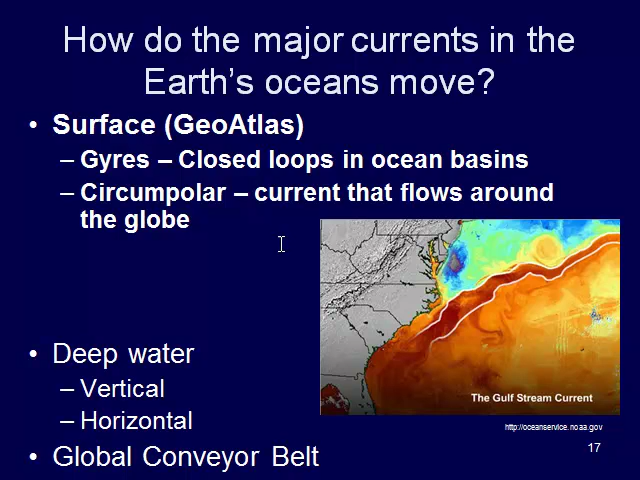 How do the major currents in the
Earth's oceans move?
• Surface (GeoAtlas)
– Gyres – Closed loops in ocean basins
– Circumpolar – current that flows around
the globe
• Deep water
– Vertical
– Horizontal
• Global Conveyor Belt
The Gulf Stream Current
http://oceanservice.noaa.gov
17